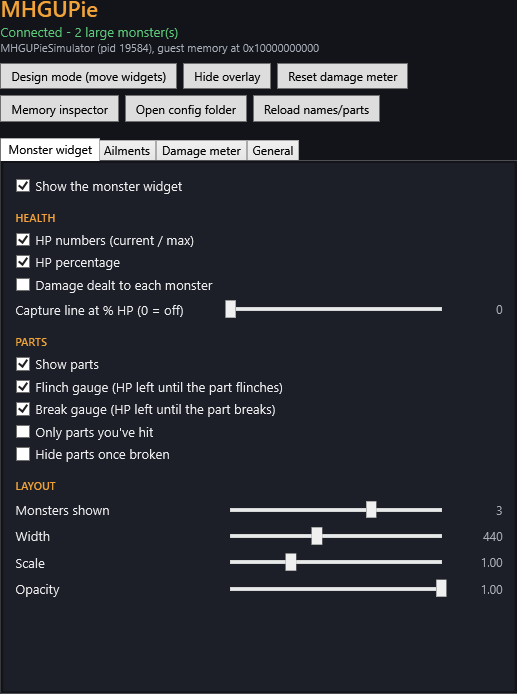 MHGUPie
Connected - 2 large monster(s)
MHGUPieSimulator (pid 19584), guest memory at 0x10000000000
Design mode (move widgets) Hide overlay Reset damage meter
Memory inspector Open config folder Reload names/parts
Monster widget Ailments Damage meter General
Show the monster widget
HEALTH
HP numbers (current / max)
HP percentage
Damage dealt to each monster
Capture line at % HP (0 = off) 0
PARTS
Show parts
Flinch gauge (HP left until the part flinches)
Break gauge (HP left until the part breaks)
Only parts you've hit
Hide parts once broken
LAYOUT
Monsters shown 3
Width 440
Scale 1.00
Opacity 1.00